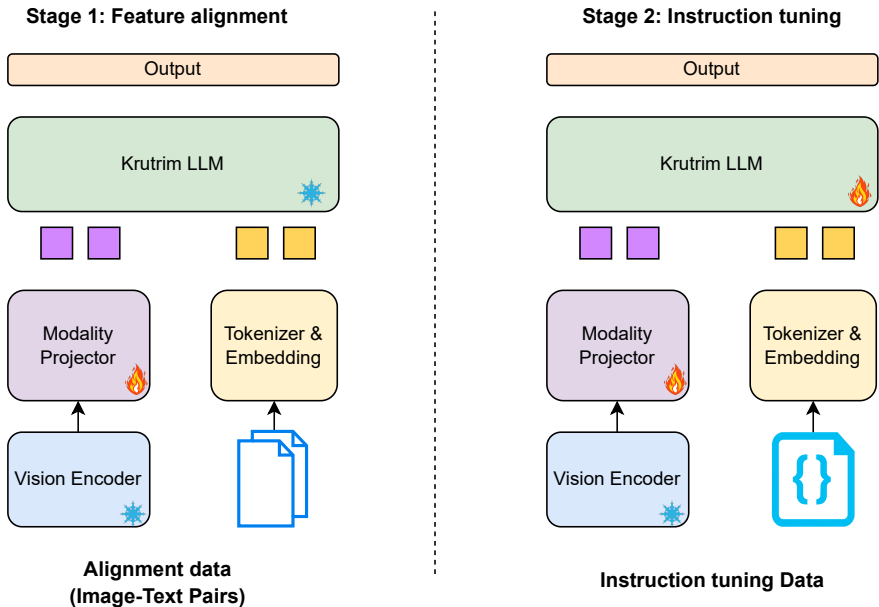 Stage 1: Feature alignment
Output
Krutrim LLM
Modality
Projector
Tokenizer &
Embedding
Vision Encoder
Alignment data
(Image-Text Pairs)
Stage 2: Instruction tuning
Output
Krutrim LLM
Modality
Projector
Tokenizer &
Embedding
Vision Encoder
{ }
Instruction tuning Data